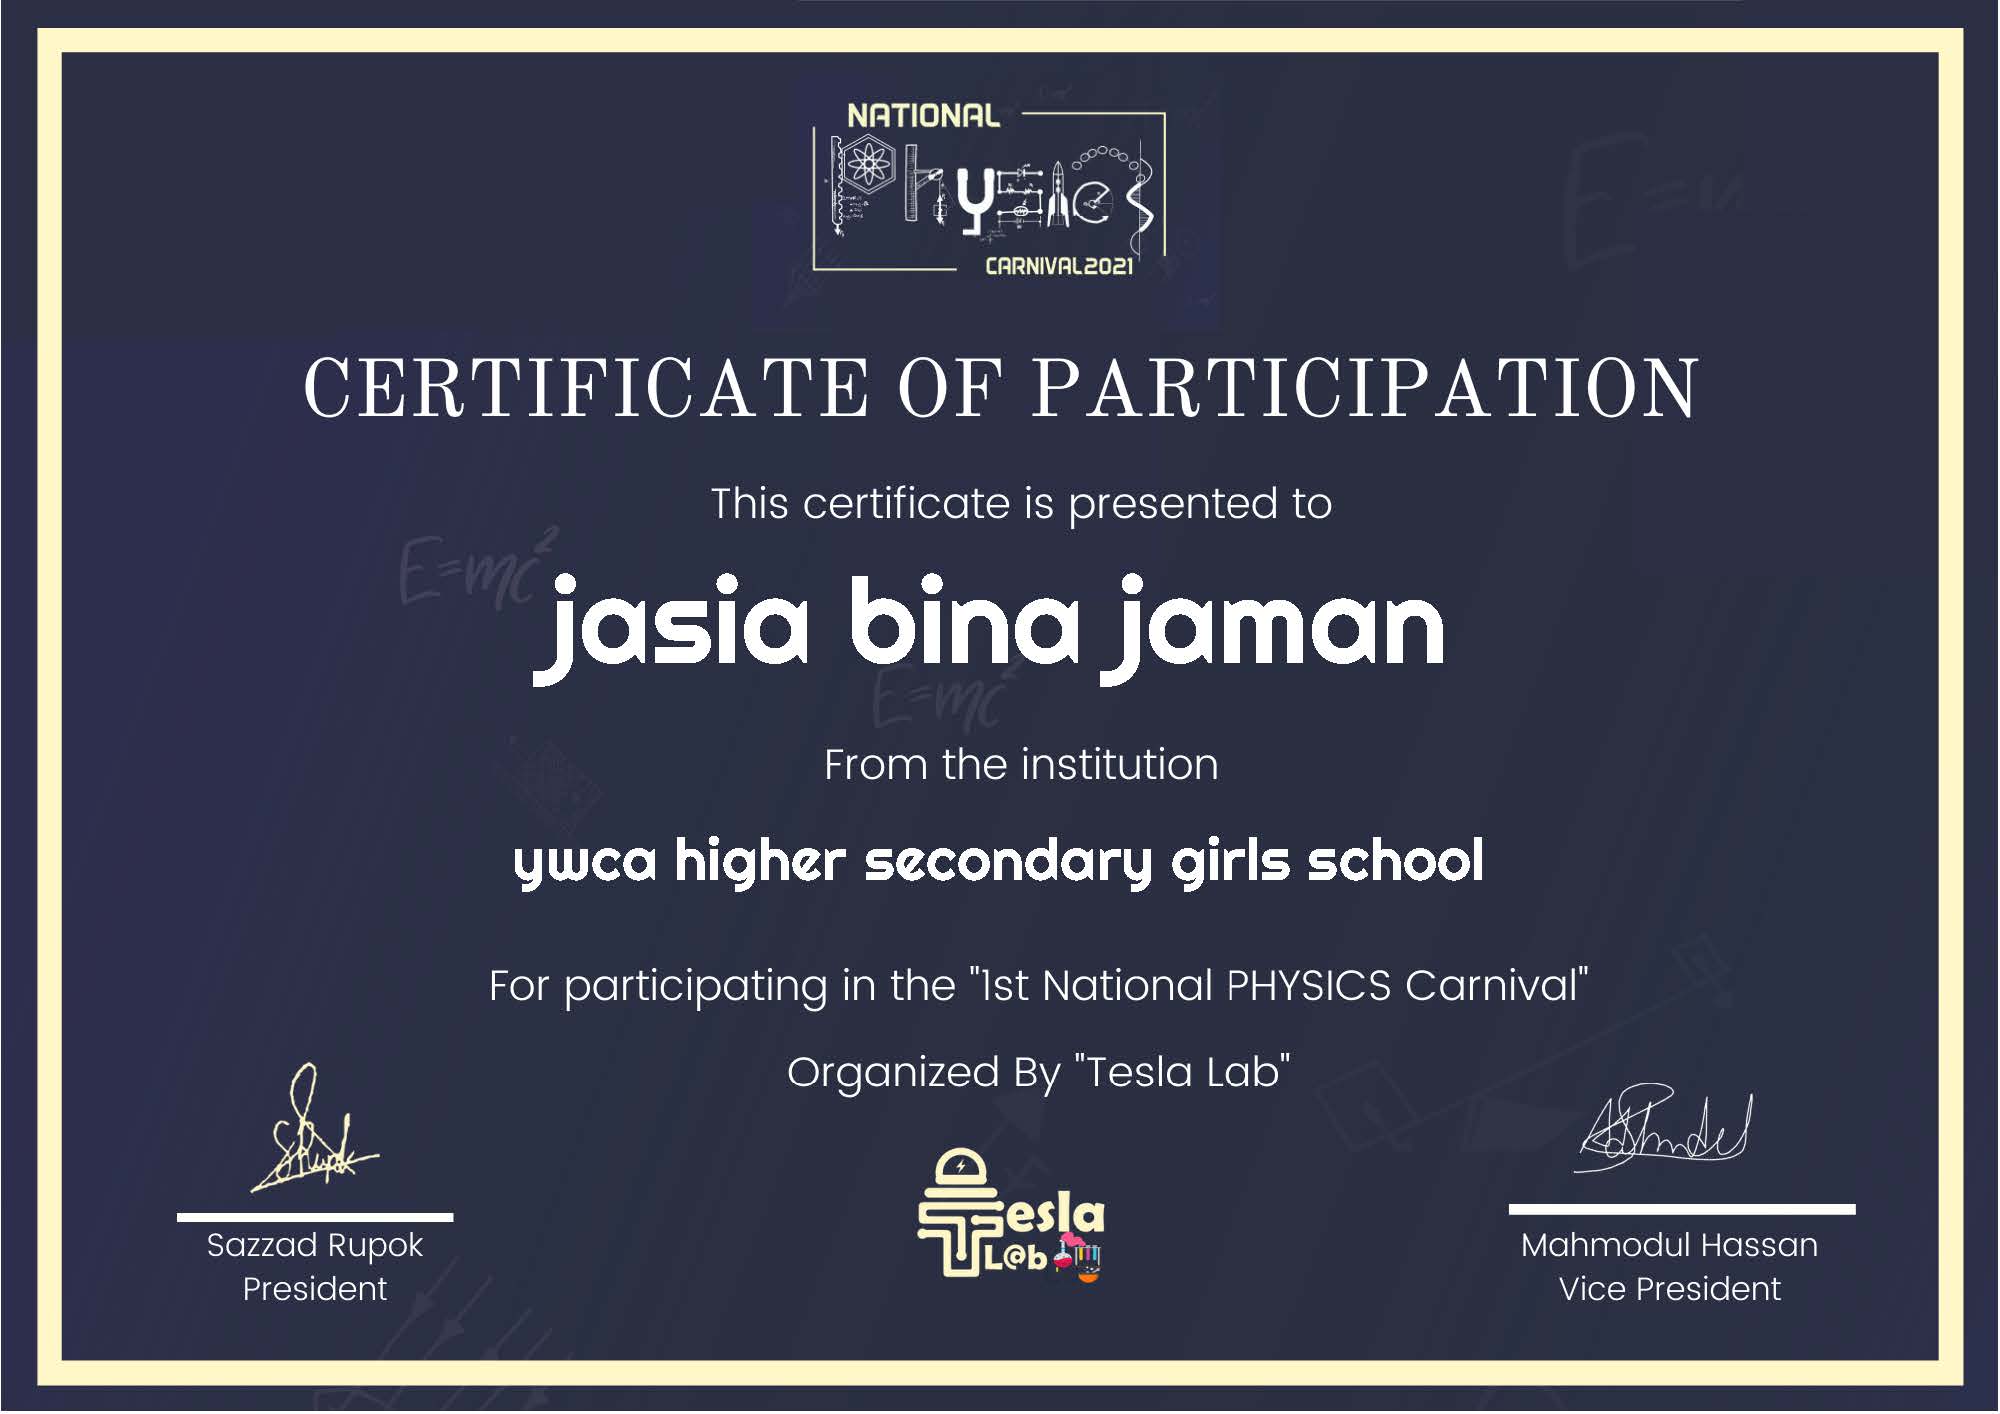 NATIONAL
Physics
CARNIVAL2021
CERTIFICATE OF PARTICIPATION
This certificate is presented to
E=mc²
jasia bina jaman
E=mc²
From the institution
ywca higher secondary girls school
For participating in the "1st National PHYSICS Carnival"
Organized By "Tesla Lab"
Tesla
L@b
Sazzad Rupok
President
Mahmodul Hassan
Vice President